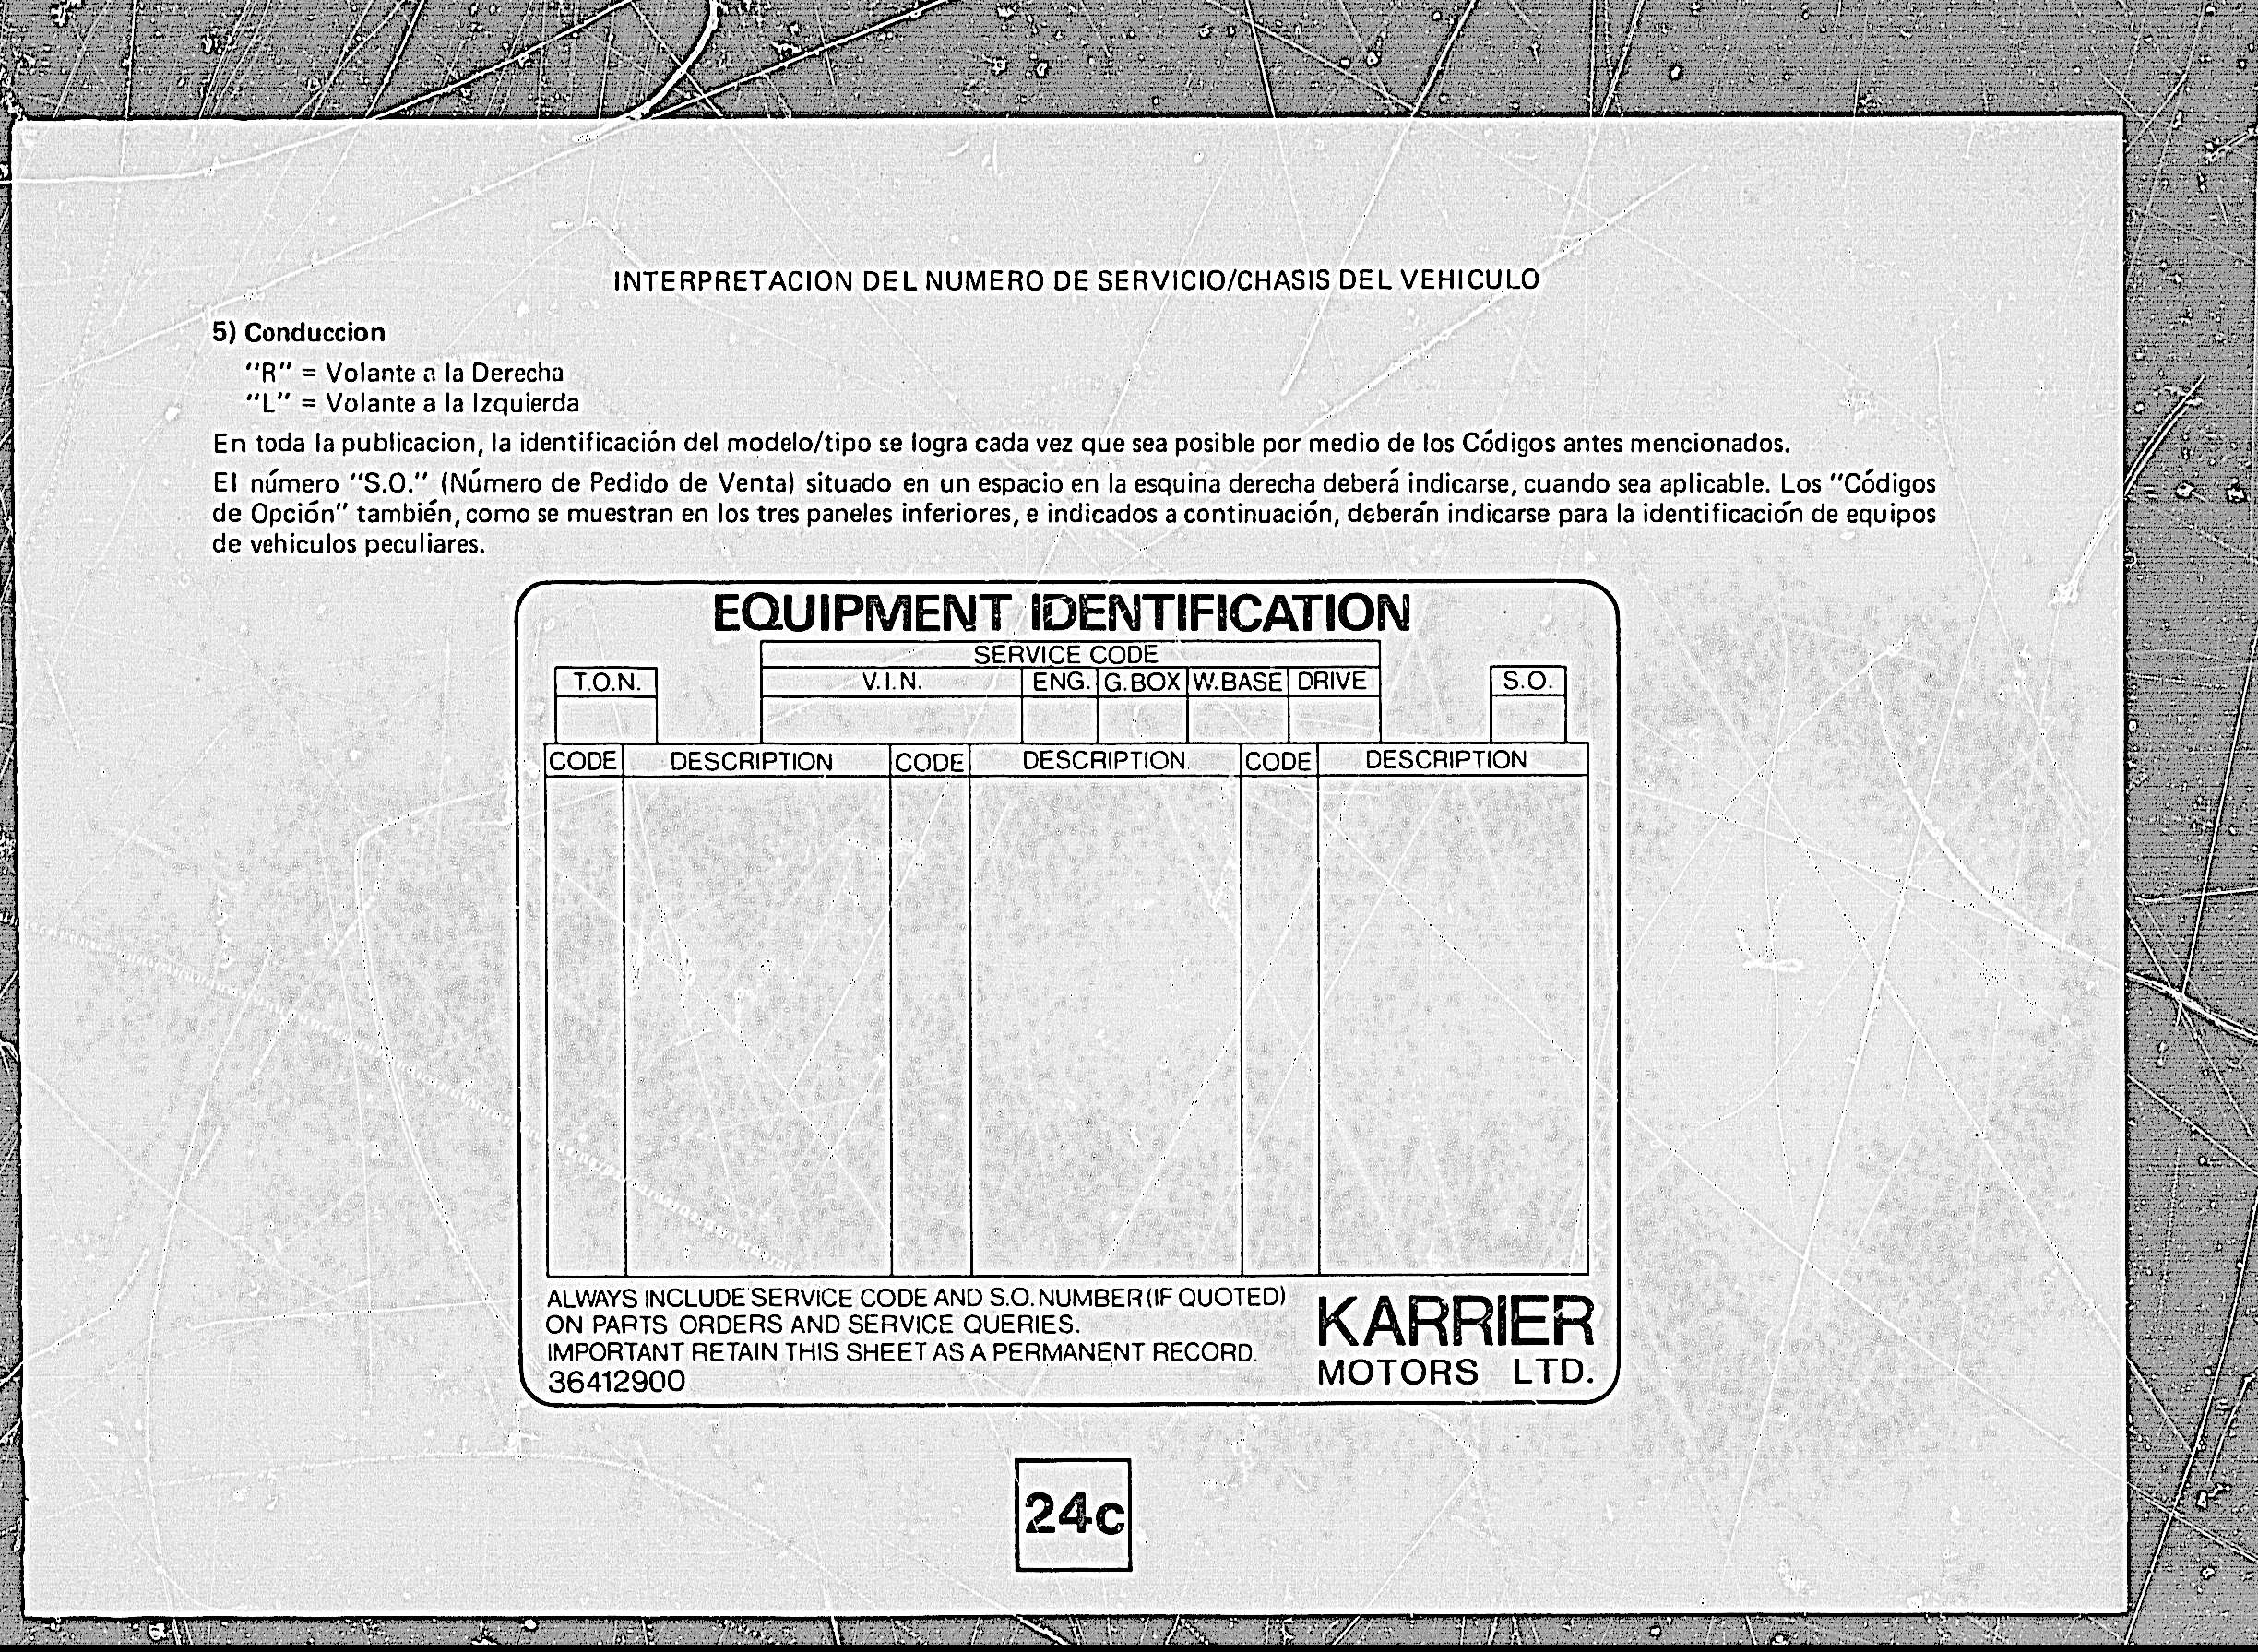 INTERPRETACION DEL NUMERO DE SERVICIO/CHASIS DEL VEHICULO
5) Conduccion
"R" = Volante a la Derecha
"L" = Volante a la Izquierda
En toda la publicacion, la identificación del modelo/tipo se logra cada vez que sea posible por medio de los Códigos antes mencionados.
El número "S.O." (Número de Pedido de Venta) situado en un espacio en la esquina derecha deberá indicarse, cuando sea aplicable. Los "Códigos
de Opción" también, como se muestran en los tres paneles inferiores, e indicados a continuación, deberán indicarse para la identificación de equipos
de vehiculos peculiares.
EQUIPMENT IDENTIFICATION
SERVICE CODE
T.O.N. V.I.N. ENG. G.BOX W.BASE DRIVE S.O.
CODE DESCRIPTION CODE DESCRIPTION CODE DESCRIPTION
ALWAYS INCLUDE SERVICE CODE AND S.O. NUMBER (IF QUOTED)
ON PARTS ORDERS AND SERVICE QUERIES.
IMPORTANT RETAIN THIS SHEET AS A PERMANENT RECORD.
36412900
KARRIER
MOTORS LTD.
24c